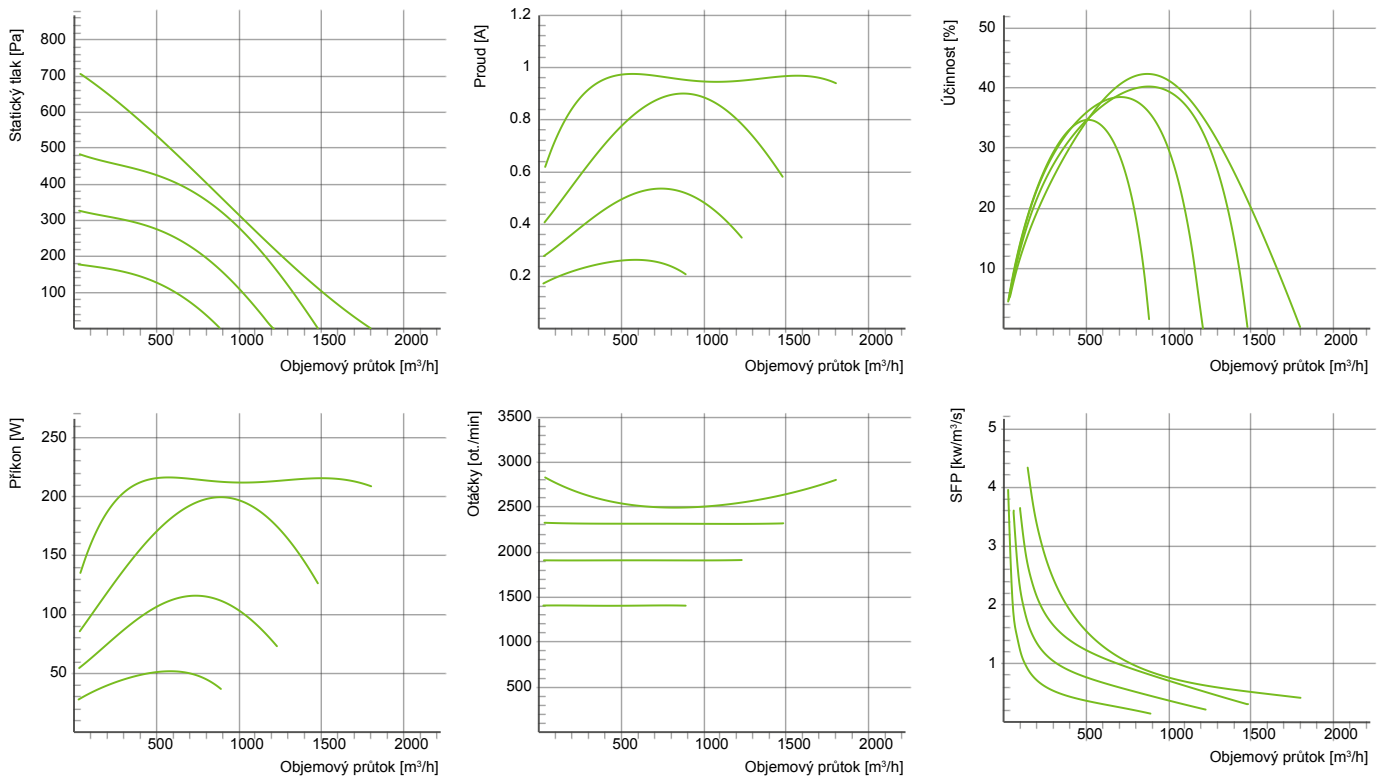 Statický tlak [Pa]
800
700
600
500
400
300
200
100
500 1000 1500 2000
Objemový průtok [m³/h]
Proud [A]
1.2
1
0.8
0.6
0.4
0.2
500 1000 1500 2000
Objemový průtok [m³/h]
Účinnost [%]
50
40
30
20
10
500 1000 1500 2000
Objemový průtok [m³/h]
Příkon [W]
250
200
150
100
50
500 1000 1500 2000
Objemový průtok [m³/h]
Otáčky [ot./min]
3500
3000
2500
2000
1500
1000
500
500 1000 1500 2000
Objemový průtok [m³/h]
SFP [kw/m³/s]
5
4
3
2
1
500 1000 1500 2000
Objemový průtok [m³/h]